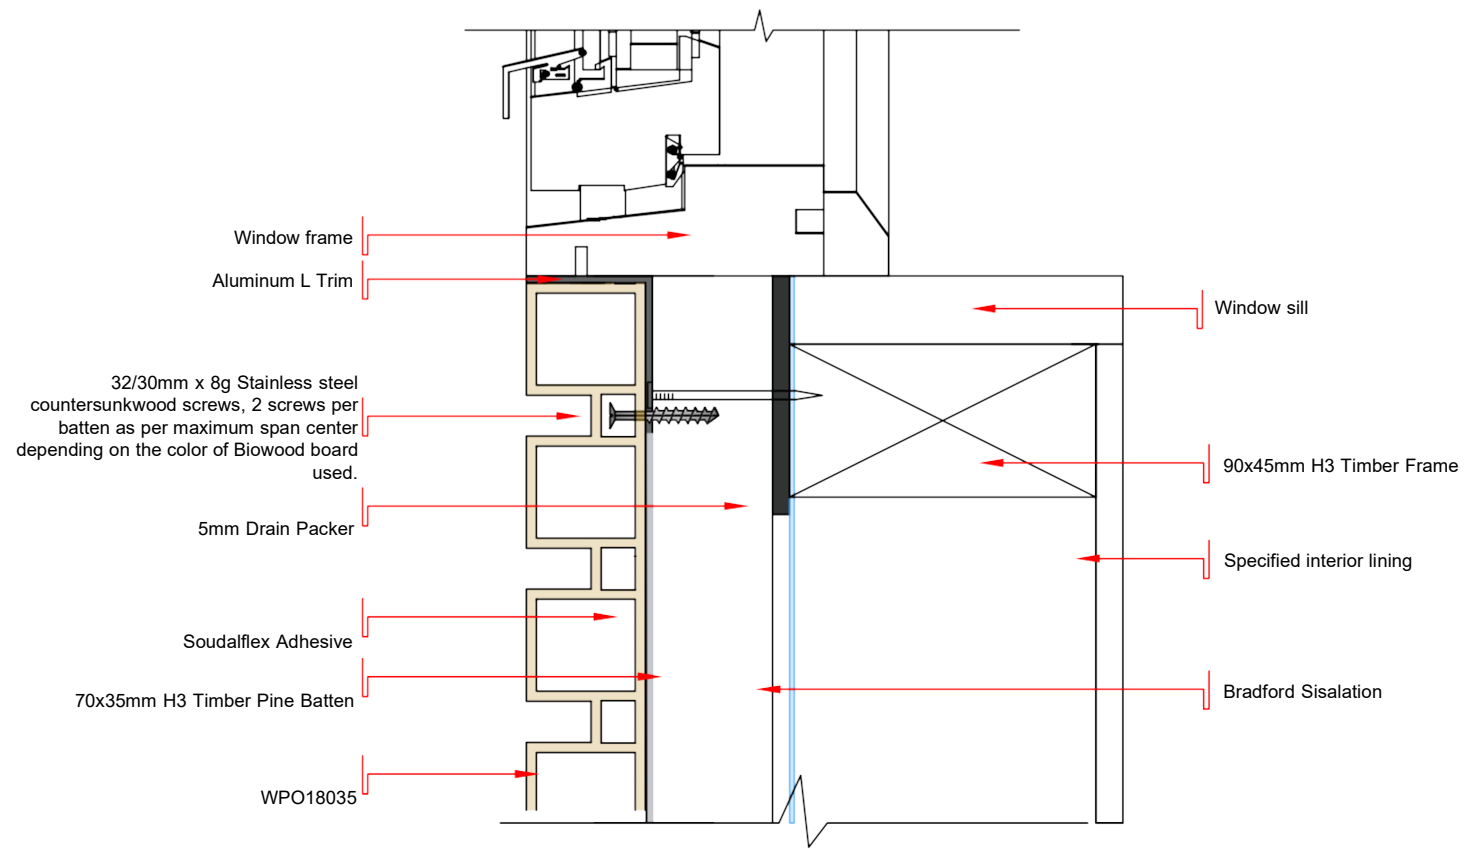 Window frame
Aluminum L Trim
32/30mm x 8g Stainless steel
countersunkwood screws, 2 screws per
batten as per maximum span center
depending on the color of Biowood board
used.
5mm Drain Packer
Soudalflex Adhesive
70x35mm H3 Timber Pine Batten
WPO18035
Window sill
90x45mm H3 Timber Frame
Specified interior lining
Bradford Sisalation